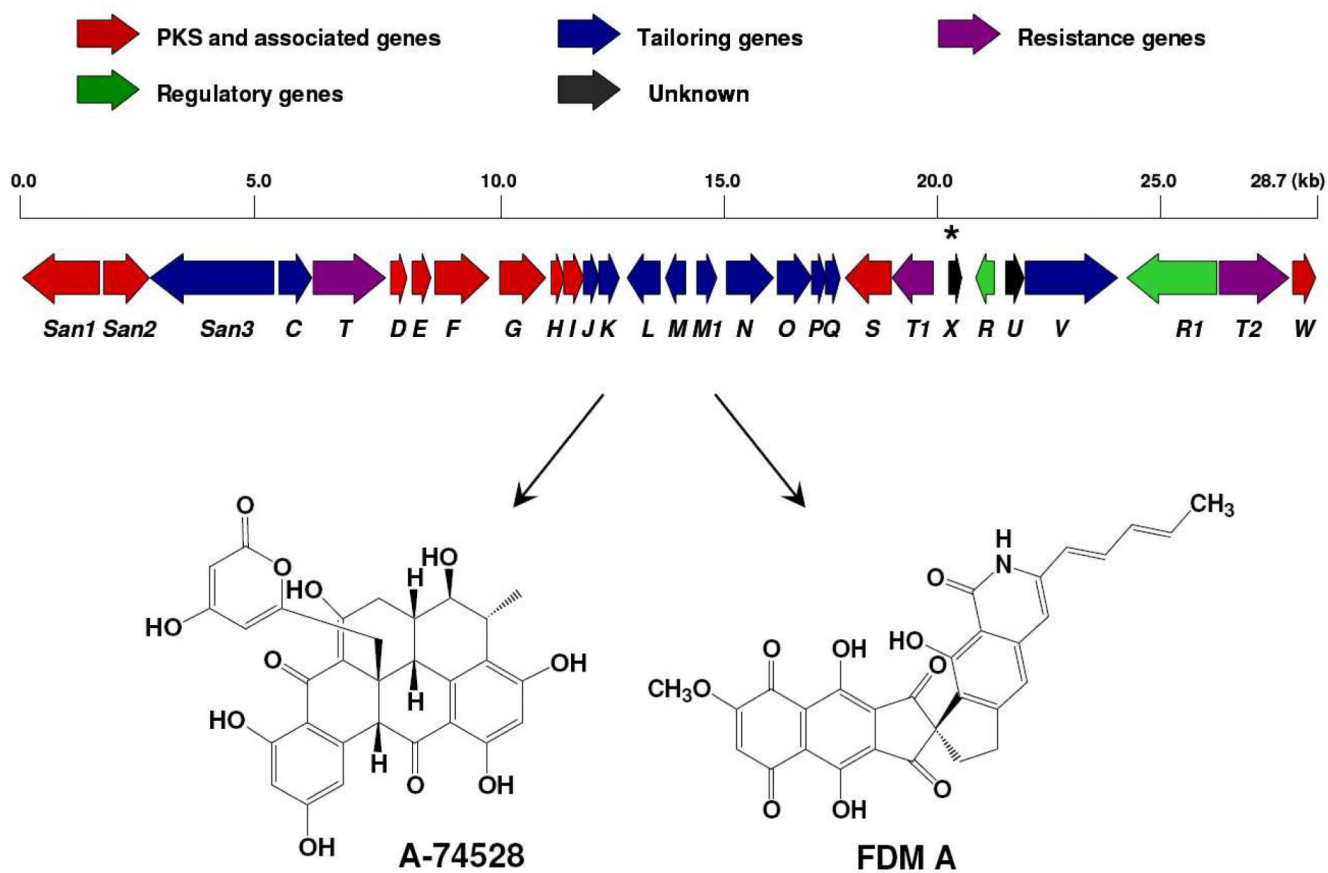 PKS and associated genes Tailoring genes Resistance genes
Regulatory genes Unknown
0.0 5.0 10.0 15.0 20.0 25.0 28.7 (kb)
*
San1 San2 San3 C T D E F G H I J K L M M1 N O P Q S T1 X R U V R1 T2 W
O
O
HO
HO
H
HO
O
HO
H
OH
H
O
OH
OH
A-74528
CH3
H
N
O
HO
O
OH
O
CH3O
O
O
OH
FDM A